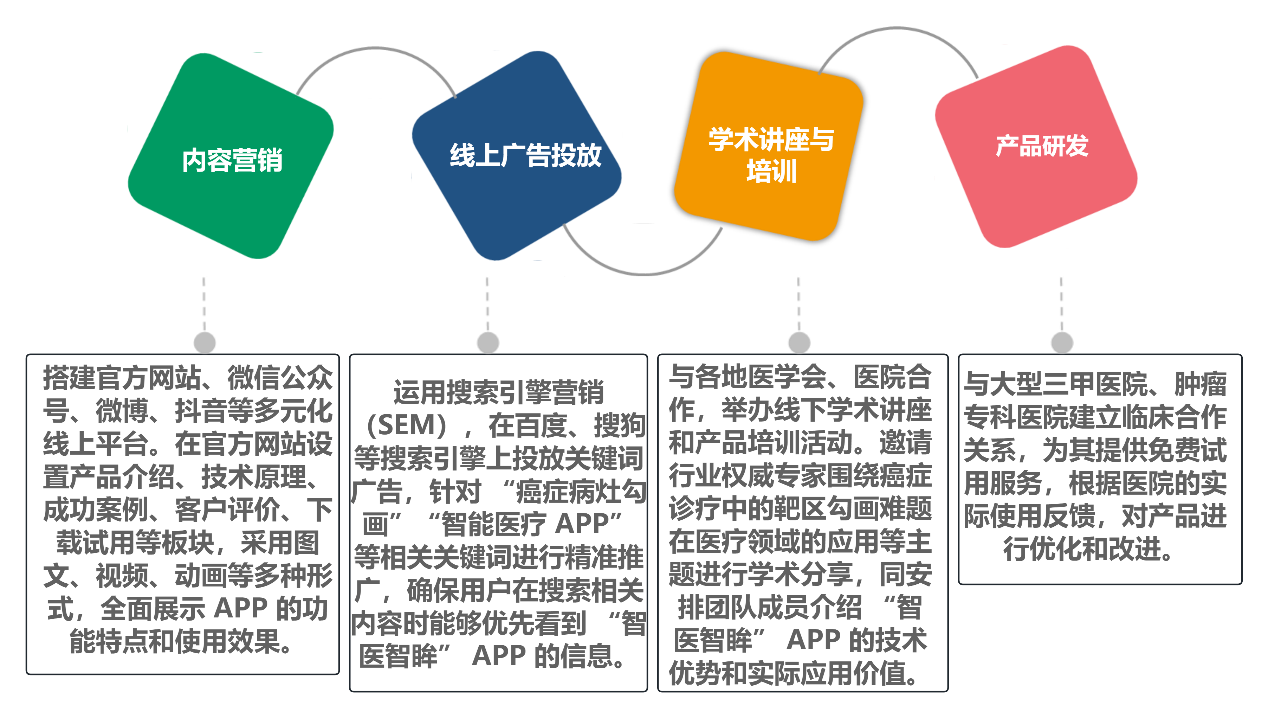 内容营销
线上广告投放
学术讲座与
培训
产品研发
搭建官方网站、微信公众
号、微博、抖音等多元化
线上平台。在官方网站设
置产品介绍、技术原理、
成功案例、客户评价、下
载试用等板块，采用图
文、视频、动画等多种形
式，全面展示 APP 的功
能特点和使用效果。
运用搜索引擎营销
（SEM），在百度、搜狗
等搜索引擎上投放关键词
广告，针对 “癌症病灶勾
画” “智能医疗 APP”
等相关关键词进行精准推
广，确保用户在搜索相关
内容时能够优先看到 “智
医智眸” APP 的信息。
与各地医学会、医院合
作，举办线下学术讲座
和产品培训活动。邀请
行业权威专家围绕癌症
诊疗中的靶区勾画难题
在医疗领域的应用等主
题进行学术分享，同安
排团队成员介绍 “智
医智眸” APP 的技术
优势和实际应用价值。
与大型三甲医院、肿瘤
专科医院建立临床合作
关系，为其提供免费试
用服务，根据医院的实
际使用反馈，对产品进
行优化和改进。